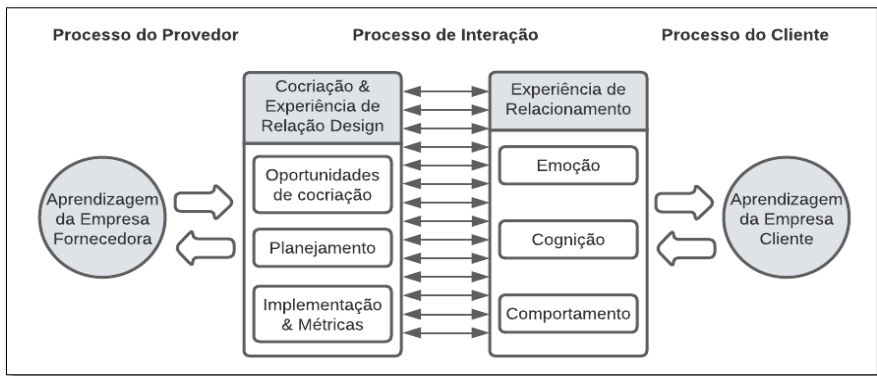 Processo do Provedor
Processo de Interação
Processo do Cliente
Aprendizagem
da Empresa
Fornecedora
Cocriação &
Experiência de
Relação Design
Oportunidades
de cocriação
Planejamento
Implementação
& Métricas
Experiência de
Relacionamento
Emoção
Cognição
Comportamento
Aprendizagem
da Empresa
Cliente